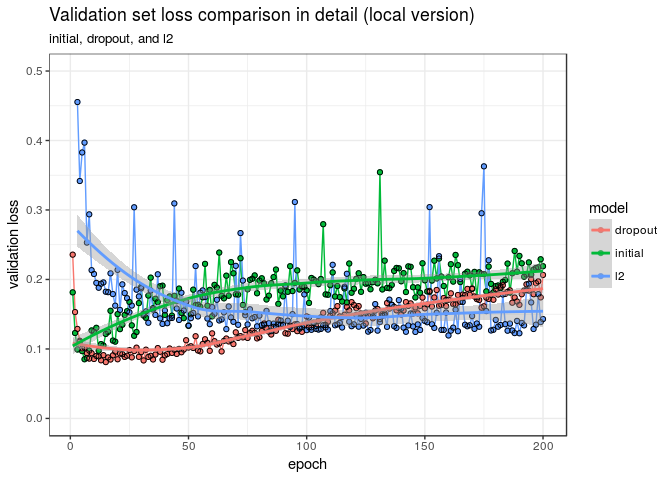 Validation set loss comparison in detail (local version)
initial, dropout, and l2
0.5
0.4
0.3
0.2
0.1
0.0
validation loss
0
50
100
150
200
epoch
model
dropout
initial
l2